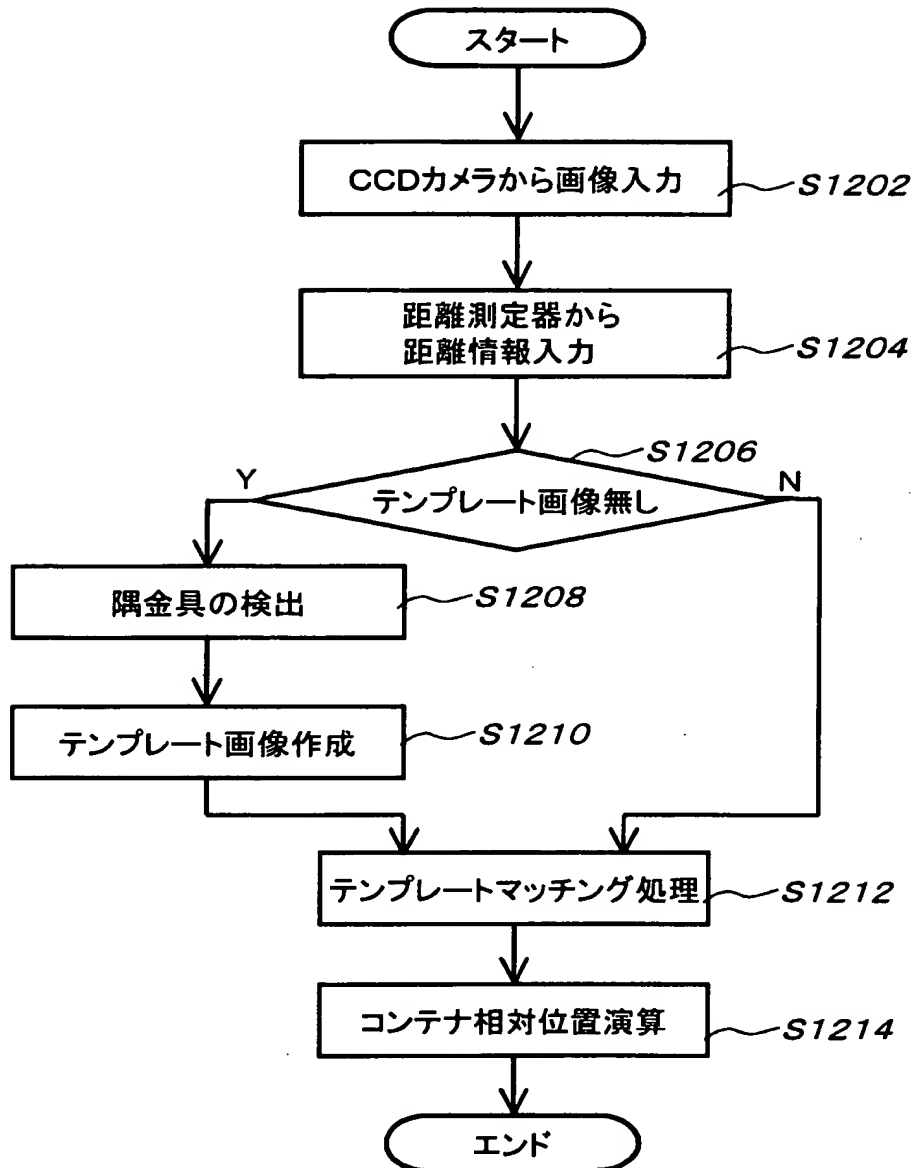 スタート
CCDカメラから画像入力
S1202
距離測定器から
距離情報入力
S1204
S1206
Y
テンプレート画像無し
N
隅金具の検出
S1208
テンプレート画像作成
S1210
テンプレートマッチング処理
S1212
コンテナ相対位置演算
S1214
エンド